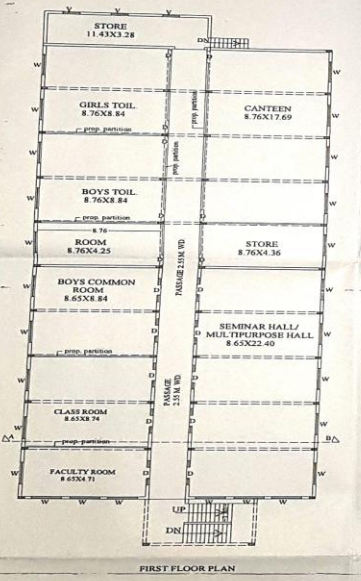 V
V
STORE
11.43X3.28
DN
W
D
W
GIRLS TOIL.
8.76X8.84
CANTEEN
8.76X17.69
W
W
prop. partition
D
prop. partition
prop. partition
W
W
BOYS TOIL.
8.76X8.84
prop. partition
D
D
8.76
W
ROOM
8.76X4.25
STORE
8.76X4.36
W
D
D
PASSAGE 2.55 M. WD.
BOYS COMMON
ROOM
8.65X8.84
W
D
D
W
SEMINAR HALL/
MULTIPURPOSE HALL
8.65X22.40
W
W
prop. partition
D
D
W
W
PASSAGE
2.55 M. WD.
CLASS ROOM
8.65X8.74
W
D
D
W
A
prop. partition
B
FACULTY ROOM
8.65X4.71
W
D
D
W
W
W
W
W
W
W
UP
DN
FIRST FLOOR PLAN